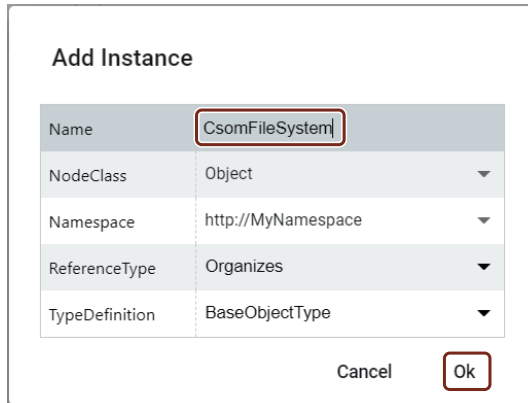 Add Instance
Name CsomFileSystem
NodeClass Object
Namespace http://MyNamespace
ReferenceType Organizes
TypeDefinition BaseObjectType
Cancel Ok